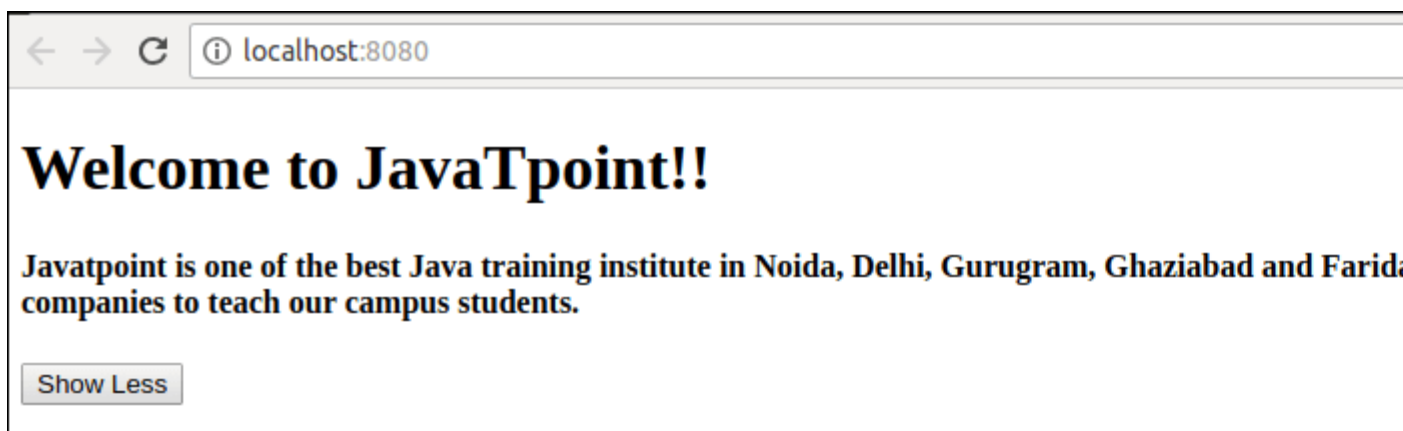 localhost:8080
Welcome to JavaTpoint!!
Javatpoint is one of the best Java training institute in Noida, Delhi, Gurugram, Ghaziabad and
companies to teach our campus students.
Show Less